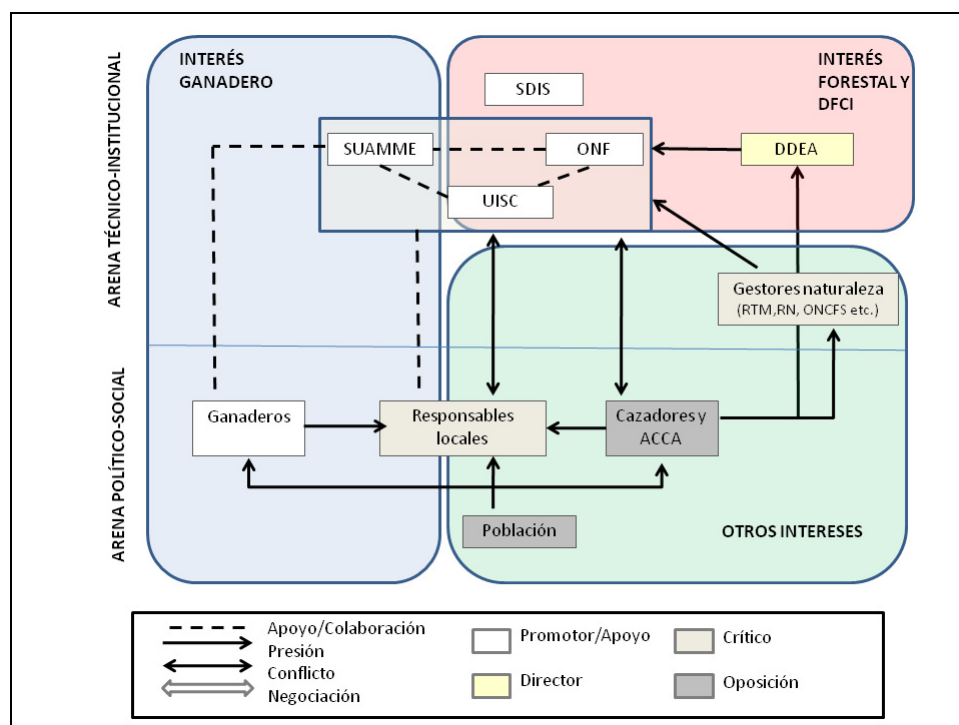 INTERÉS
GANADERO
INTERÉS
FORESTAL Y
DFCI
SDIS
SUAMME
ONF
DDEA
UISC
Gestores naturaleza
(RTM,RN, ONCFS etc.)
ARENA TÉCNICO-INSTITUCIONAL
ARENA POLÍTICO-SOCIAL
Ganaderos
Responsables
locales
Cazadores y
ACCA
Población
OTROS INTERESES
Apoyo/Colaboración
Presión
Conflicto
Negociación
Promotor/Apoyo
Director
Crítico
Oposición